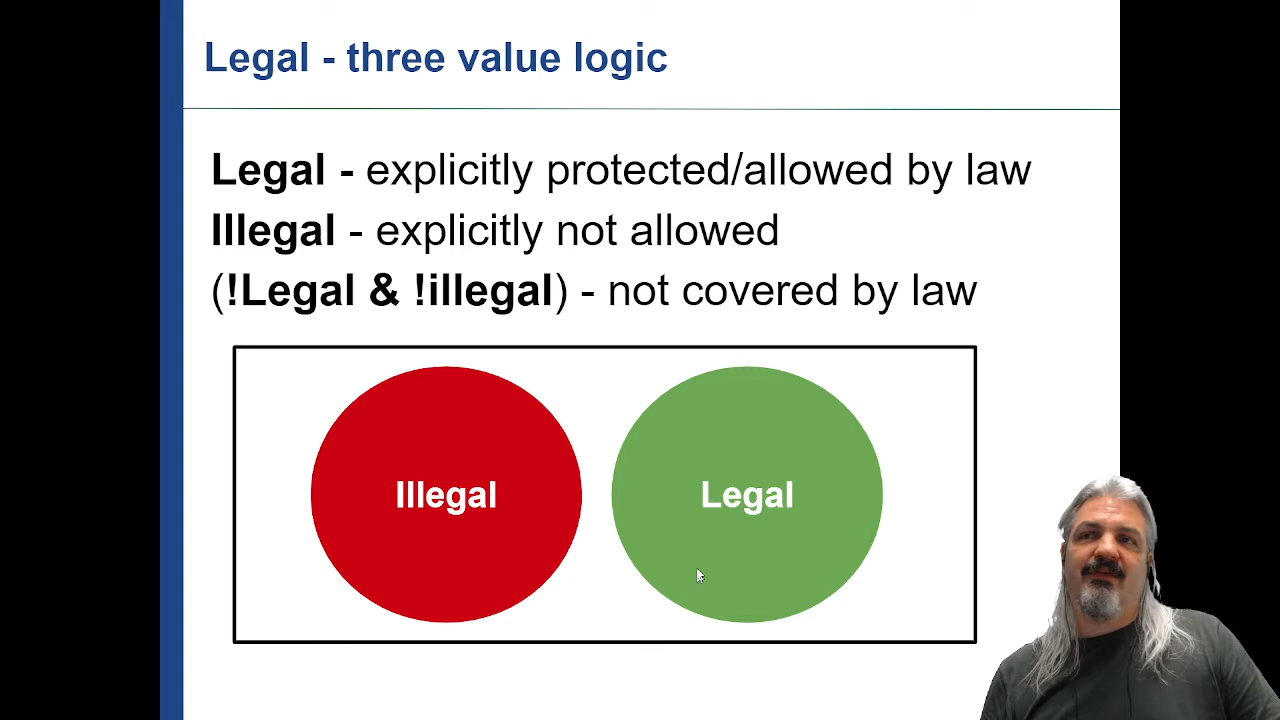 Legal - three value logic
Legal - explicitly protected/allowed by law
Illegal - explicitly not allowed
(!Legal & !illegal) - not covered by law
Illegal
Legal